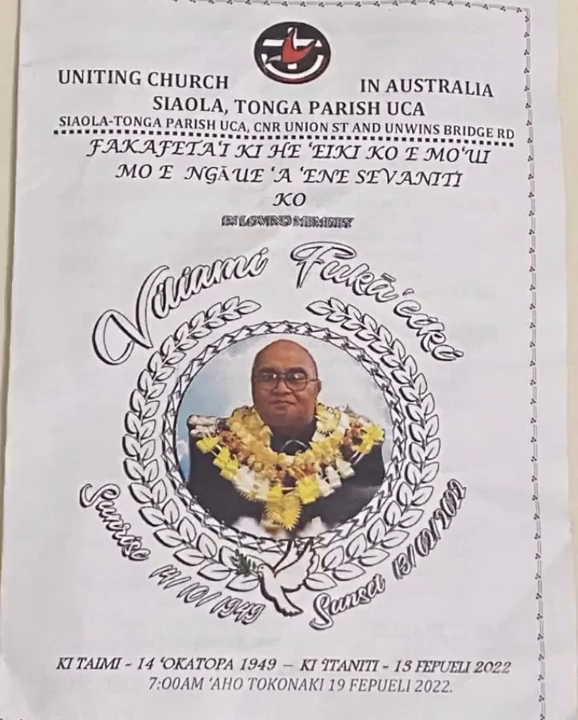 UNITING CHURCH IN AUSTRALIA
SIAOLA, TONGA PARISH UCA
SIAOLA-TONGA PARISH UCA, CNR UNION ST AND UNWINS BRIDGE RD
FAKAFETA'I KI HE 'EIKI KO E MO'UI
MO E NGĀUE 'A 'ENE SEVANITI
KO
IN LOVING MEMORY
Viliami Fukā'eiki
Sunrise 14/10/1949
Sunset 13/02/2022
KI TAIMI - 14 'OKATOPA 1949 – KI 'ITANITI - 13 FEPUELI 2022
7:00AM 'AHO TOKONAKI 19 FEPUELI 2022.